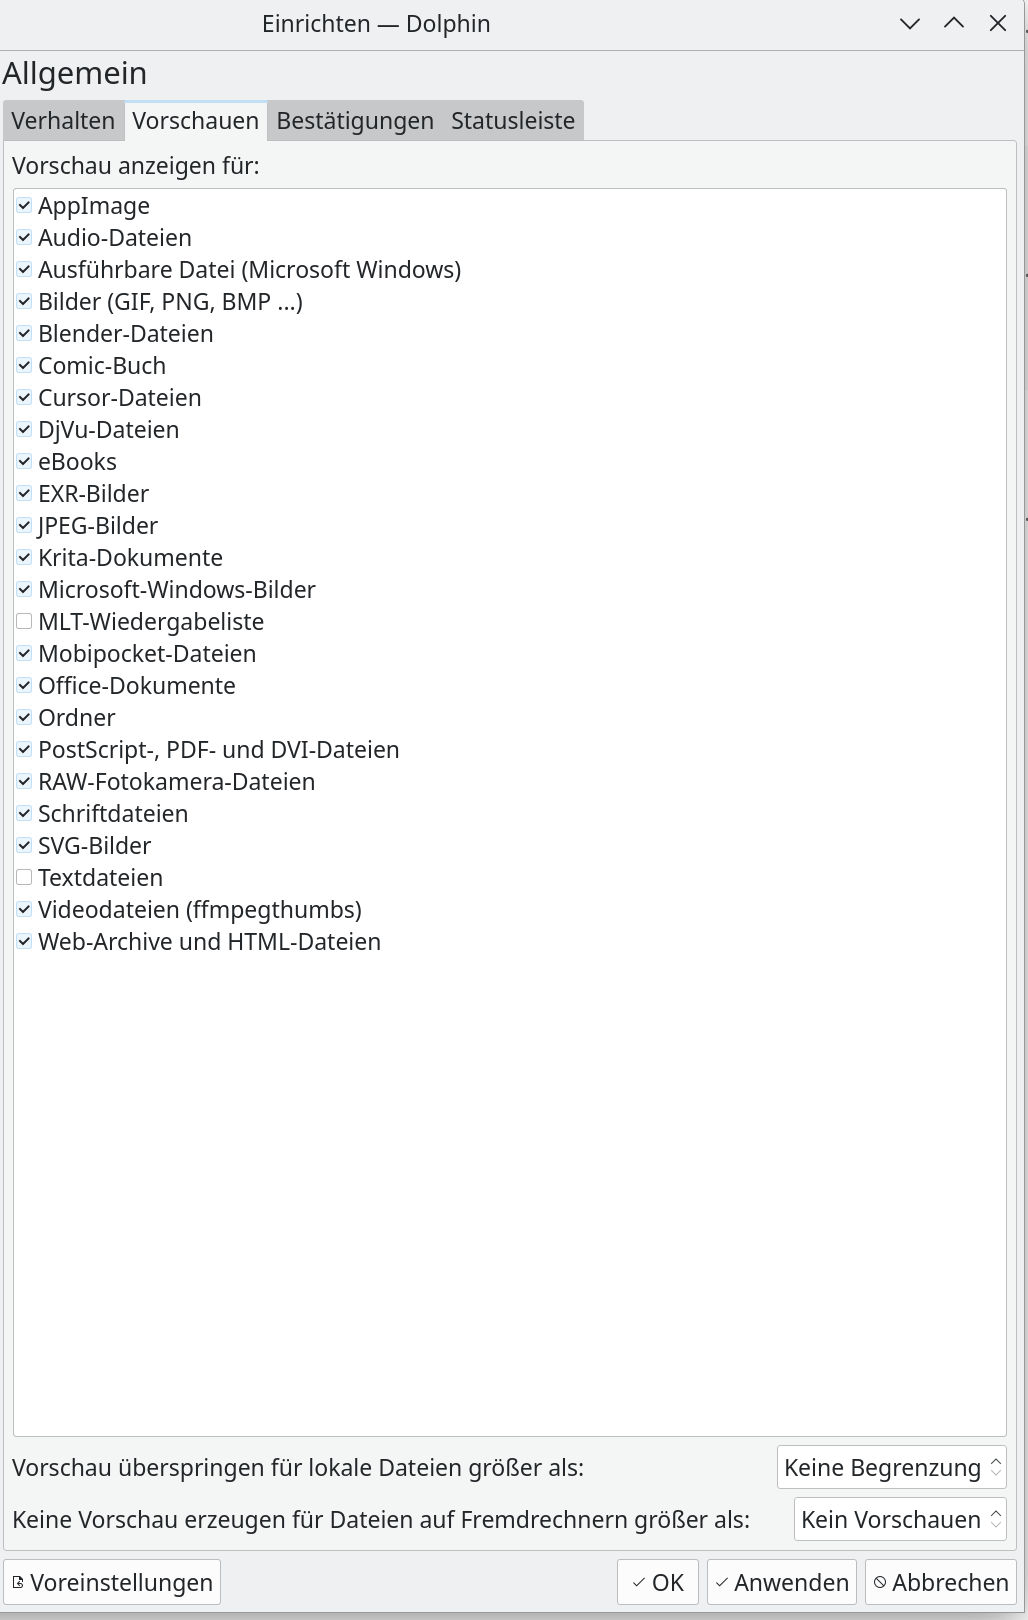 Einrichten — Dolphin
Allgemein
Verhalten Vorschauen Bestätigungen Statusleiste
Vorschau anzeigen für:
AppImage
Audio-Dateien
Ausführbare Datei (Microsoft Windows)
Bilder (GIF, PNG, BMP ...)
Blender-Dateien
Comic-Buch
Cursor-Dateien
DjVu-Dateien
eBooks
EXR-Bilder
JPEG-Bilder
Krita-Dokumente
Microsoft-Windows-Bilder
MLT-Wiedergabeliste
Mobipocket-Dateien
Office-Dokumente
Ordner
PostScript-, PDF- und DVI-Dateien
RAW-Fotokamera-Dateien
Schriftdateien
SVG-Bilder
Textdateien
Videodateien (ffmpegthumbs)
Web-Archive und HTML-Dateien
Vorschau überspringen für lokale Dateien größer als: Keine Begrenzung
Keine Vorschau erzeugen für Dateien auf Fremdrechnern größer als: Kein Vorschauen
Voreinstellungen OK Anwenden Abbrechen